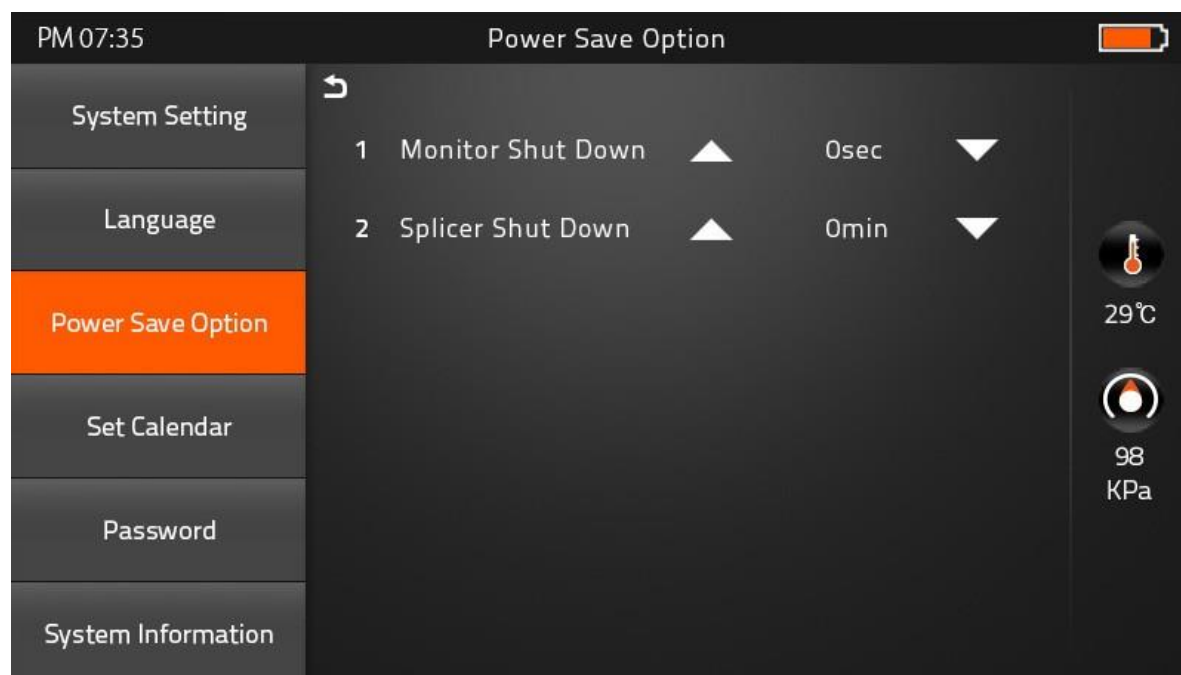 PM 07:35 Power Save Option
System Setting
Language
Power Save Option
Set Calendar
Password
System Information
1 Monitor Shut Down 0sec
2 Splicer Shut Down 0min
29℃
98
KPa